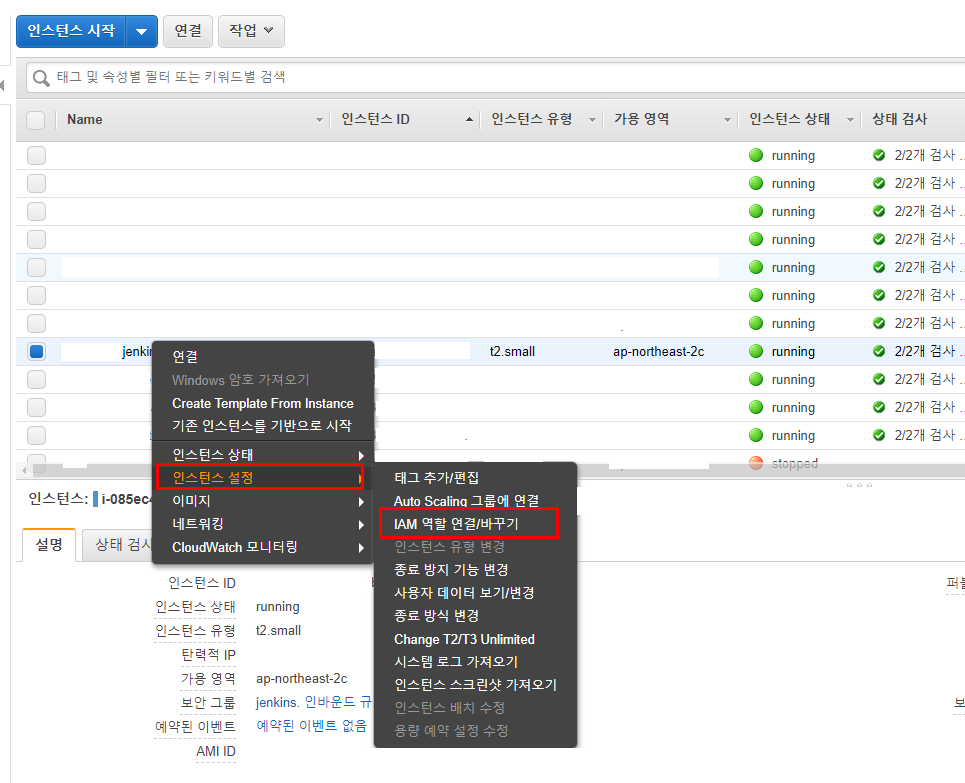 인스턴스 시작 연결 작업
태그 및 속성별 필터 또는 키워드별 검색
Name 인스턴스 ID 인스턴스 유형 가용 영역 인스턴스 상태 상태 검사
running 2/2개 검사 ..
running 2/2개 검사 ..
running 2/2개 검사 ..
running 2/2개 검사 ..
running 2/2개 검사 ..
running 2/2개 검사 ..
running 2/2개 검사 ..
t2.small ap-northeast-2c running 2/2개 검사 ..
running 2/2개 검사 ..
running 2/2개 검사 ..
running 2/2개 검사 ..
stopped
연결
Windows 암호 가져오기
Create Template From Instance
기존 인스턴스를 기반으로 시작
인스턴스 상태
인스턴스 설정
이미지
네트워킹
CloudWatch 모니터링
태그 추가/편집
Auto Scaling 그룹에 연결
IAM 역할 연결/바꾸기
인스턴스 유형 변경
종료 방지 기능 변경
사용자 데이터 보기/변경
종료 방식 변경
Change T2/T3 Unlimited
시스템 로그 가져오기
인스턴스 스크린샷 가져오기
인스턴스 배치 수정
용량 예약 설정 수정
인스턴스: i-085ec4
설명 상태 검사
인스턴스 ID
인스턴스 상태 running
인스턴스 유형 t2.small
탄력적 IP
가용 영역 ap-northeast-2c
보안 그룹 jenkins. 인바운드 규
예약된 이벤트 예약된 이벤트 없음
AMI ID